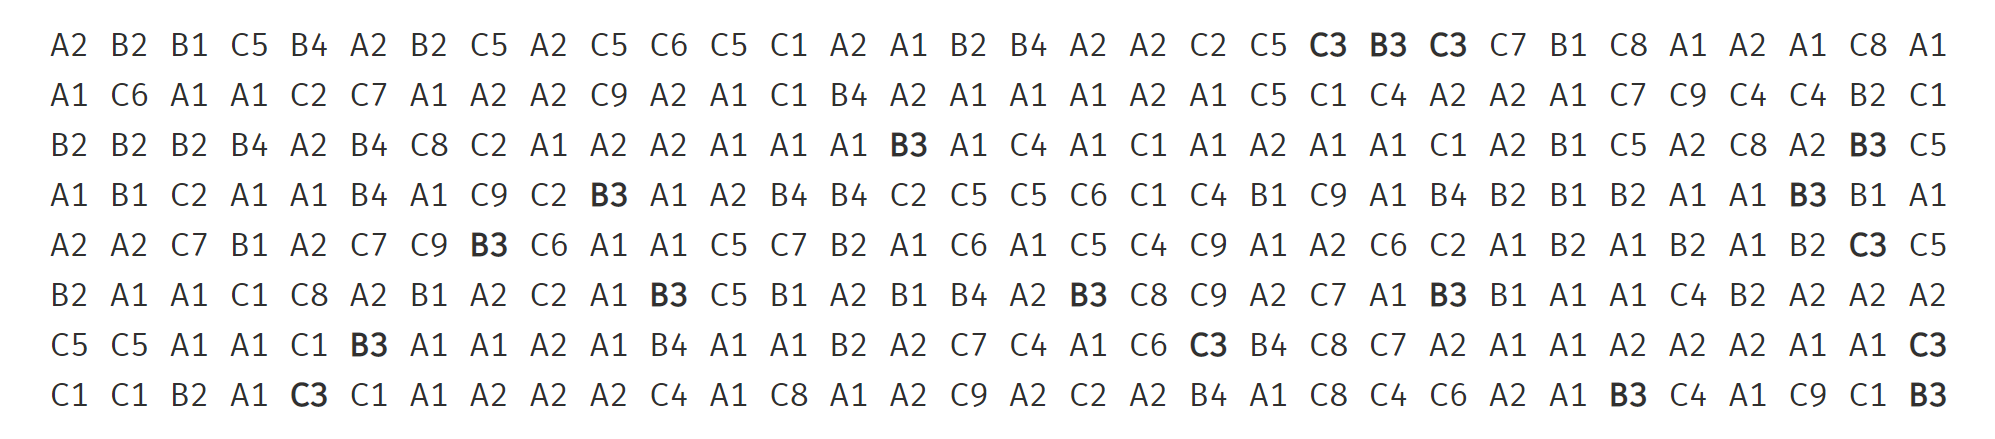 A2 B2 B1 C5 B4 A2 B2 C5 A2 C5 C6 C5 C1 A2 A1 B2 B4 A2 A2 C2 C5 C3 B3 C3 C7 B1 C8 A1 A2 A1 C8 A1
A1 C6 A1 A1 C2 C7 A1 A2 A2 C9 A2 A1 C1 B4 A2 A1 A1 A1 A2 A1 C5 C1 C4 A2 A2 A1 C7 C9 C4 C4 B2 C1
B2 B2 B2 B4 A2 B4 C8 C2 A1 A2 A2 A1 A1 A1 B3 A1 C4 A1 C1 A1 A2 A1 A1 C1 A2 B1 C5 A2 C8 A2 B3 C5
A1 B1 C2 A1 A1 B4 A1 C9 C2 B3 A1 A2 B4 B4 C2 C5 C5 C6 C1 C4 B1 C9 A1 B4 B2 B1 B2 A1 A1 B3 B1 A1
A2 A2 C7 B1 A2 C7 C9 B3 C6 A1 A1 C5 C7 B2 A1 C6 A1 C5 C4 C9 A1 A2 C6 C2 A1 B2 A1 B2 A1 B2 C3 C5
B2 A1 A1 C1 C8 A2 B1 A2 C2 A1 B3 C5 B1 A2 B1 B4 A2 B3 C8 C9 A2 C7 A1 B3 B1 A1 A1 C4 B2 A2 A2 A2
C5 C5 A1 A1 C1 B3 A1 A1 A2 A1 B4 A1 A1 B2 A2 C7 C4 A1 C6 C3 B4 C8 C7 A2 A1 A1 A2 A2 A2 A1 A1 C3
C1 C1 B2 A1 C3 C1 A1 A2 A2 A2 C4 A1 C8 A1 A2 C9 A2 C2 A2 B4 A1 C8 C4 C6 A2 A1 B3 C4 A1 C9 C1 B3